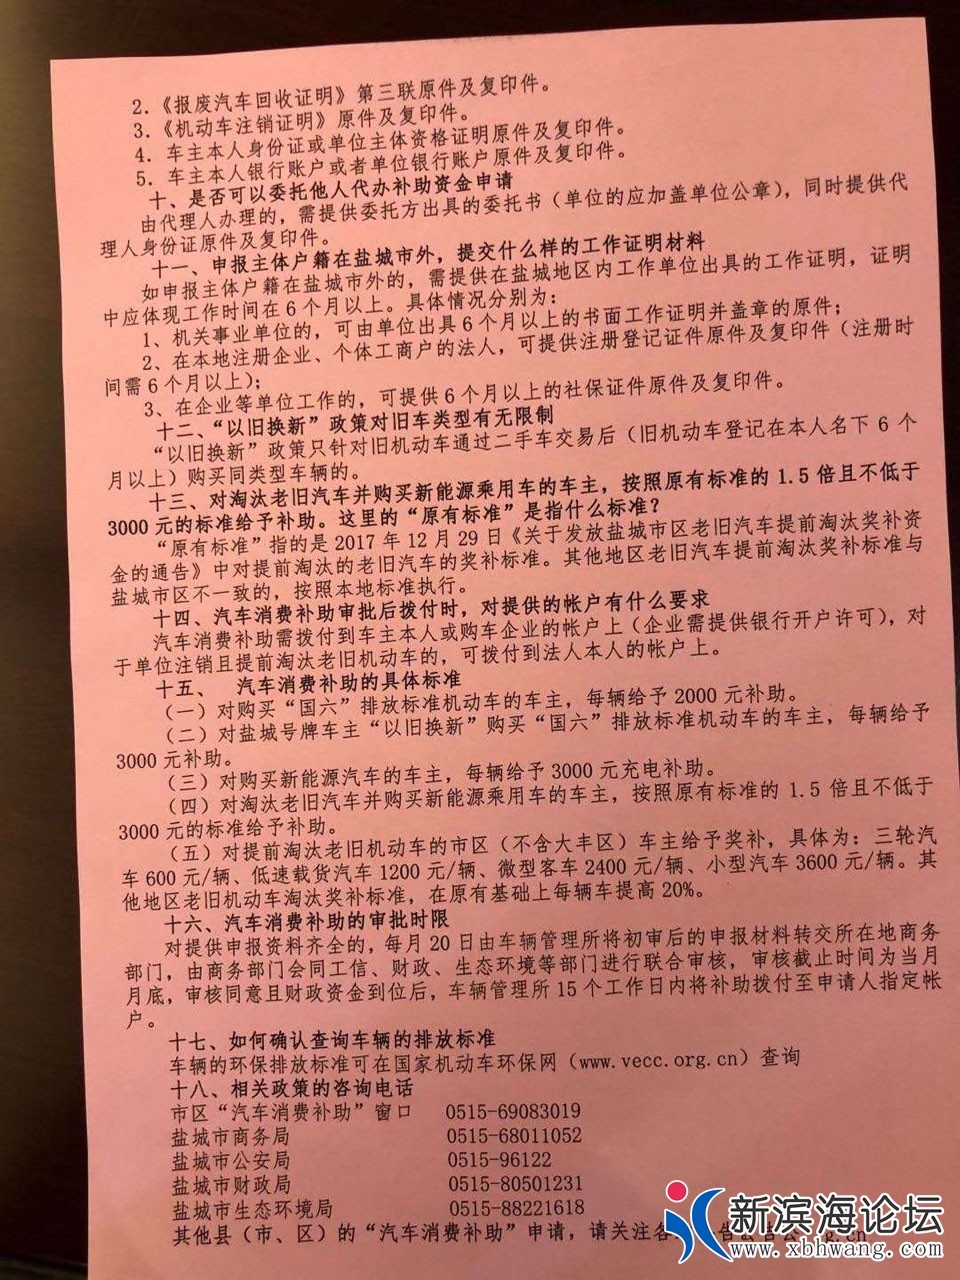 2．《报废汽车回收证明》第三联原件及复印件。
3．《机动车注销证明》原件及复印件。
4．车主本人身份证或单位主体资格证明原件及复印件。
5．车主本人银行账户或者单位银行账户原件及复印件。
十、是否可以委托他人代办补助资金申请
由代理人办理的，需提供委托方出具的委托书（单位的应加盖单位公章），同时提供代
理人身份证原件及复印件。
十一、申报主体户籍在盐城市外，提交什么样的工作证明材料
如申报主体户籍在盐城市外的，需提供在盐城地区内工作单位出具的工作证明，证明
中应体现工作时间在6个月以上。具体情况分别为：
1、机关事业单位的，可由单位出具6个月以上的书面工作证明并盖章的原件；
2、在本地注册企业、个体工商户的法人，可提供注册登记证件原件及复印件（注册时
间需6个月以上）；
3、在企业等单位工作的，可提供6个月以上的社保证件原件及复印件。
十二、“以旧换新”政策对旧车类型有无限制
“以旧换新”政策只针对旧机动车通过二手车交易后（旧机动车登记在本人名下6个
月以上）购买同类型车辆的。
十三、对淘汰老旧汽车并购买新能源乘用车的车主，按照原有标准的1.5倍且不低于
3000元的标准给予补助。这里的“原有标准”是指什么标准？
“原有标准”指的是2017年12月29日《关于发放盐城市区老旧汽车提前淘汰奖补资
金的通告》中对提前淘汰的老旧汽车的奖补标准。其他地区老旧汽车提前淘汰奖补标准与
盐城市区不一致的，按照本地标准执行。
十四、汽车消费补助审批后拨付时，对提供的帐户有什么要求
汽车消费补助需拨付到车主本人或购车企业的帐户上（企业需提供银行开户许可），对
于单位注销且提前淘汰老旧机动车的，可拨付到法人本人的帐户上。
十五、 汽车消费补助的具体标准
（一）对购买“国六”排放标准机动车的车主，每辆给予2000元补助。
（二）对盐城号牌车主“以旧换新”购买“国六”排放标准机动车的车主，每辆给予
3000元补助。
（三）对购买新能源汽车的车主，每辆给予3000元充电补助。
（四）对淘汰老旧汽车并购买新能源乘用车的车主，按照原有标准的1.5倍且不低于
3000元的标准给予补助。
（五）对提前淘汰老旧机动车的市区（不含大丰区）车主给予奖补，具体为：三轮汽
车600元/辆、低速载货汽车1200元/辆、微型客车2400元/辆、小型汽车3600元/辆。其
他地区老旧机动车淘汰奖补标准，在原有基础上每辆车提高20%。
十六、汽车消费补助的审批时限
对提供申报资料齐全的，每月20日由车辆管理所将初审后的申报材料转交所在地商务
部门，由商务部门会同工信、财政、生态环境等部门进行联合审核，审核截止时间为当月
月底，审核同意且财政资金到位后，车辆管理所15个工作日内将补助拨付至申请人指定帐
户。
十七、如何确认查询车辆的排放标准
车辆的环保排放标准可在国家机动车环保网（www.vecc.org.cn）查询
十八、相关政策的咨询电话
市区“汽车消费补助”窗口 0515-69083019
盐城市商务局 0515-68011052
盐城市公安局 0515-96122
盐城市财政局 0515-80501231
盐城市生态环境局 0515-88221618
其他县（市、区）的“汽车消费补助”申请，请关注各
新滨海论坛
www.xbhwang.com